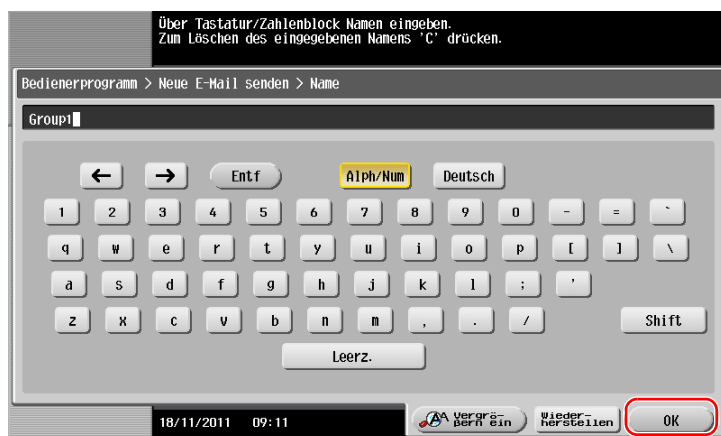 Über Tastatur/Zahlenblock Namen eingeben.
Zum Löschen des eingegebenen Namens 'C' drücken.
Bedienerprogramm > Neue E-Mail senden > Name
Group1
← → Entf Alph/Num Deutsch
1 2 3 4 5 6 7 8 9 0 - = `
q w e r t y u i o p [ ] \
a s d f g h j k l ; '
z x c v b n m , . / Shift
Leerz.
18/11/2011 09:11
Vergrö-
ßern ein
Wieder-
herstellen
OK